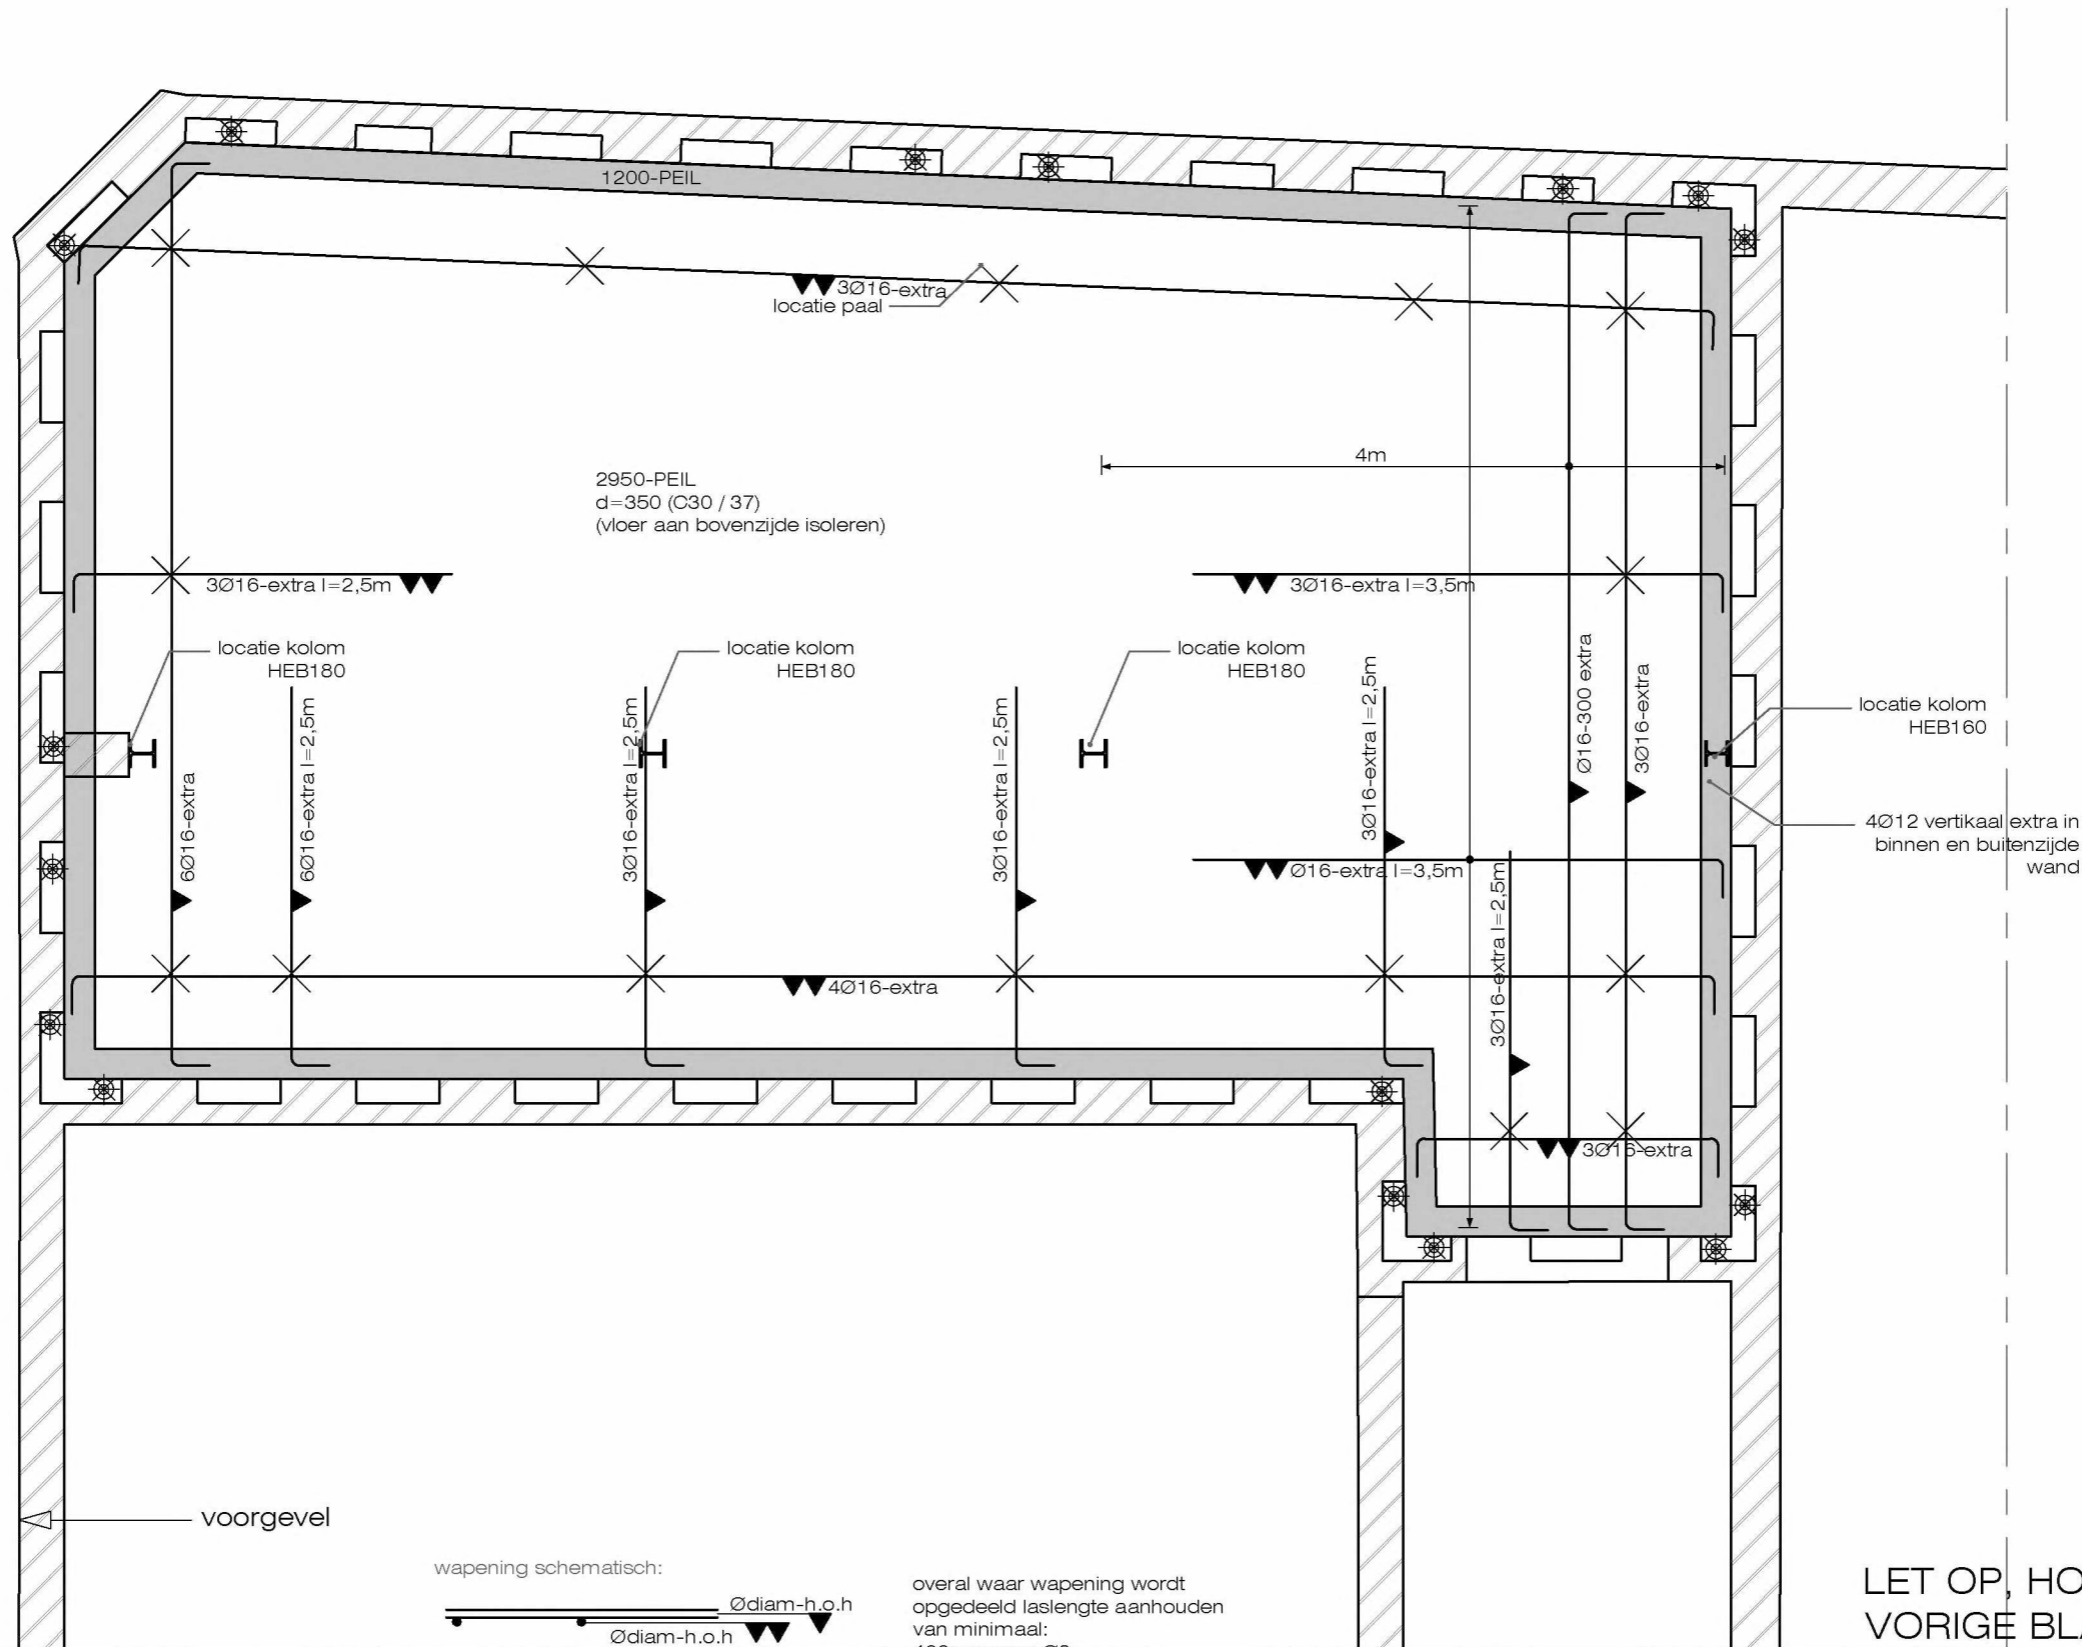 1200-PEIL
3Ø16-extra
locatie paal
4m
2950-PEIL
d=350 (C30 / 37)
(vloer aan bovenzijde isoleren)
3Ø16-extra l=2,5m
3Ø16-extra l=3,5m
locatie kolom
HEB180
locatie kolom
HEB180
locatie kolom
HEB180
locatie kolom
HEB160
6Ø16-extra
6Ø16-extra l=2,5m
3Ø16-extra l=2,5m
3Ø16-extra l=2,5m
3Ø16-extra l=2,5m
Ø16-300 extra
3Ø16-extra
4Ø12 vertikaal extra in
binnen en buitenzijde
wand
Ø16-extra l=3,5m
3Ø16-extra l=2,5m
4Ø16-extra
3Ø16-extra
voorgevel
wapening schematisch:
Ødiam-h.o.h
Ødiam-h.o.h
overal waar wapening wordt
opgedeeld laslengte aanhouden
van minimaal:
LET OP, HO
VORIGE BLA